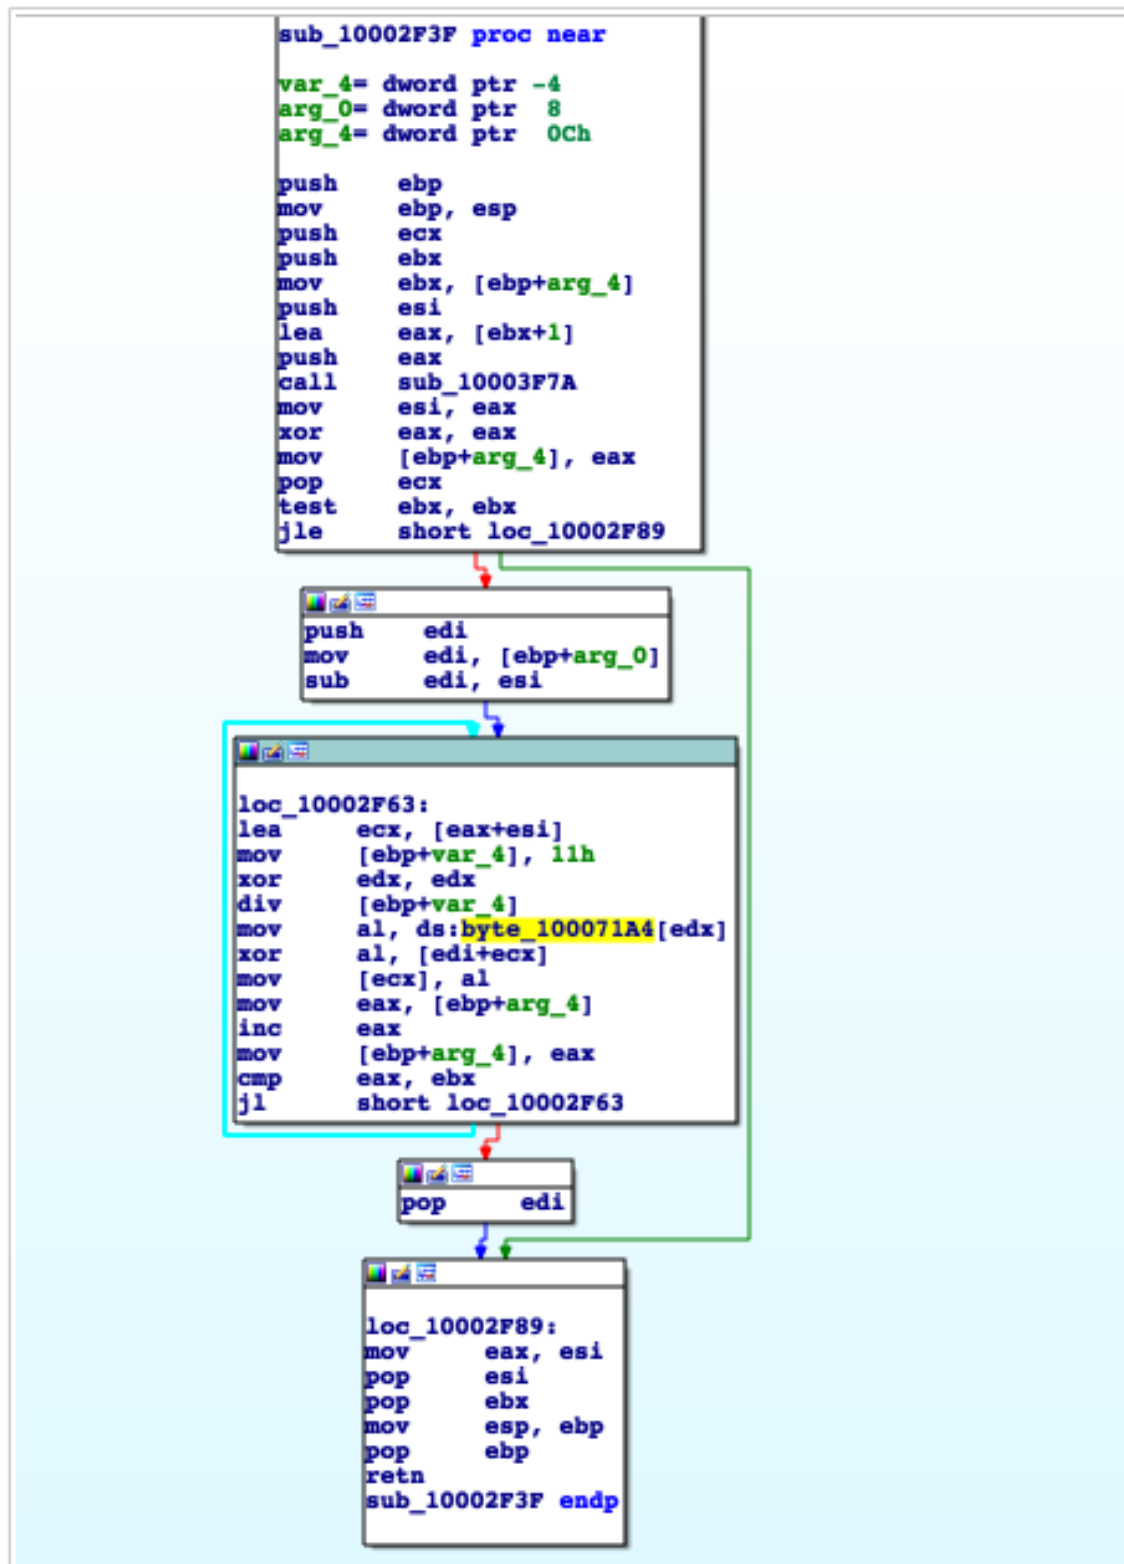 sub_10002F3F proc near
var_4= dword ptr -4
arg_0= dword ptr  8
arg_4= dword ptr  0Ch
push    ebp
mov     ebp, esp
push    ecx
push    ebx
mov     ebx, [ebp+arg_4]
push    esi
lea     eax, [ebx+1]
push    eax
call    sub_10003F7A
mov     esi, eax
xor     eax, eax
mov     [ebp+arg_4], eax
pop     ecx
test    ebx, ebx
jle     short loc_10002F89
push    edi
mov     edi, [ebp+arg_0]
sub     edi, esi
loc_10002F63:
lea     ecx, [eax+esi]
mov     [ebp+var_4], 11h
xor     edx, edx
div     [ebp+var_4]
mov     al, ds:byte_100071A4[edx]
xor     al, [edi+ecx]
mov     [ecx], al
mov     eax, [ebp+arg_4]
inc     eax
mov     [ebp+arg_4], eax
cmp     eax, ebx
jl      short loc_10002F63
pop     edi
loc_10002F89:
mov     eax, esi
pop     esi
pop     ebx
mov     esp, ebp
pop     ebp
retn
sub_10002F3F endp